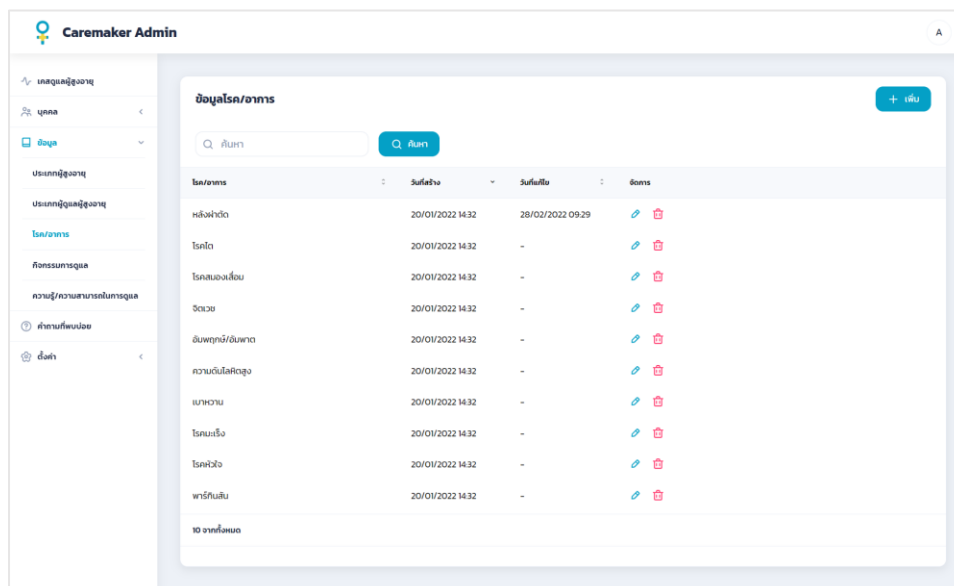 Caremaker Admin
A
เคสดูแลผู้สูงอายุ
บุคคล
ข้อมูล
ประเภทผู้สูงอายุ
ประเภทผู้ดูแลผู้สูงอายุ
โรค/อาการ
กิจกรรมการดูแล
ความรู้/ความสามารถในการดูแล
คำถามที่พบบ่อย
ตั้งค่า
ข้อมูลโรค/อาการ
+ เพิ่ม
ค้นหา ค้นหา
โรค/อาการ วันที่สร้าง วันที่แก้ไข จัดการ
หลังผ่าตัด 20/01/2022 14:32 28/02/2022 09:29
โรคไต 20/01/2022 14:32 -
โรคสมองเสื่อม 20/01/2022 14:32 -
จิตเวช 20/01/2022 14:32 -
อัมพฤกษ์/อัมพาต 20/01/2022 14:32 -
ความดันโลหิตสูง 20/01/2022 14:32 -
เบาหวาน 20/01/2022 14:32 -
โรคมะเร็ง 20/01/2022 14:32 -
โรคหัวใจ 20/01/2022 14:32 -
พาร์กินสัน 20/01/2022 14:32 -
10 จากทั้งหมด